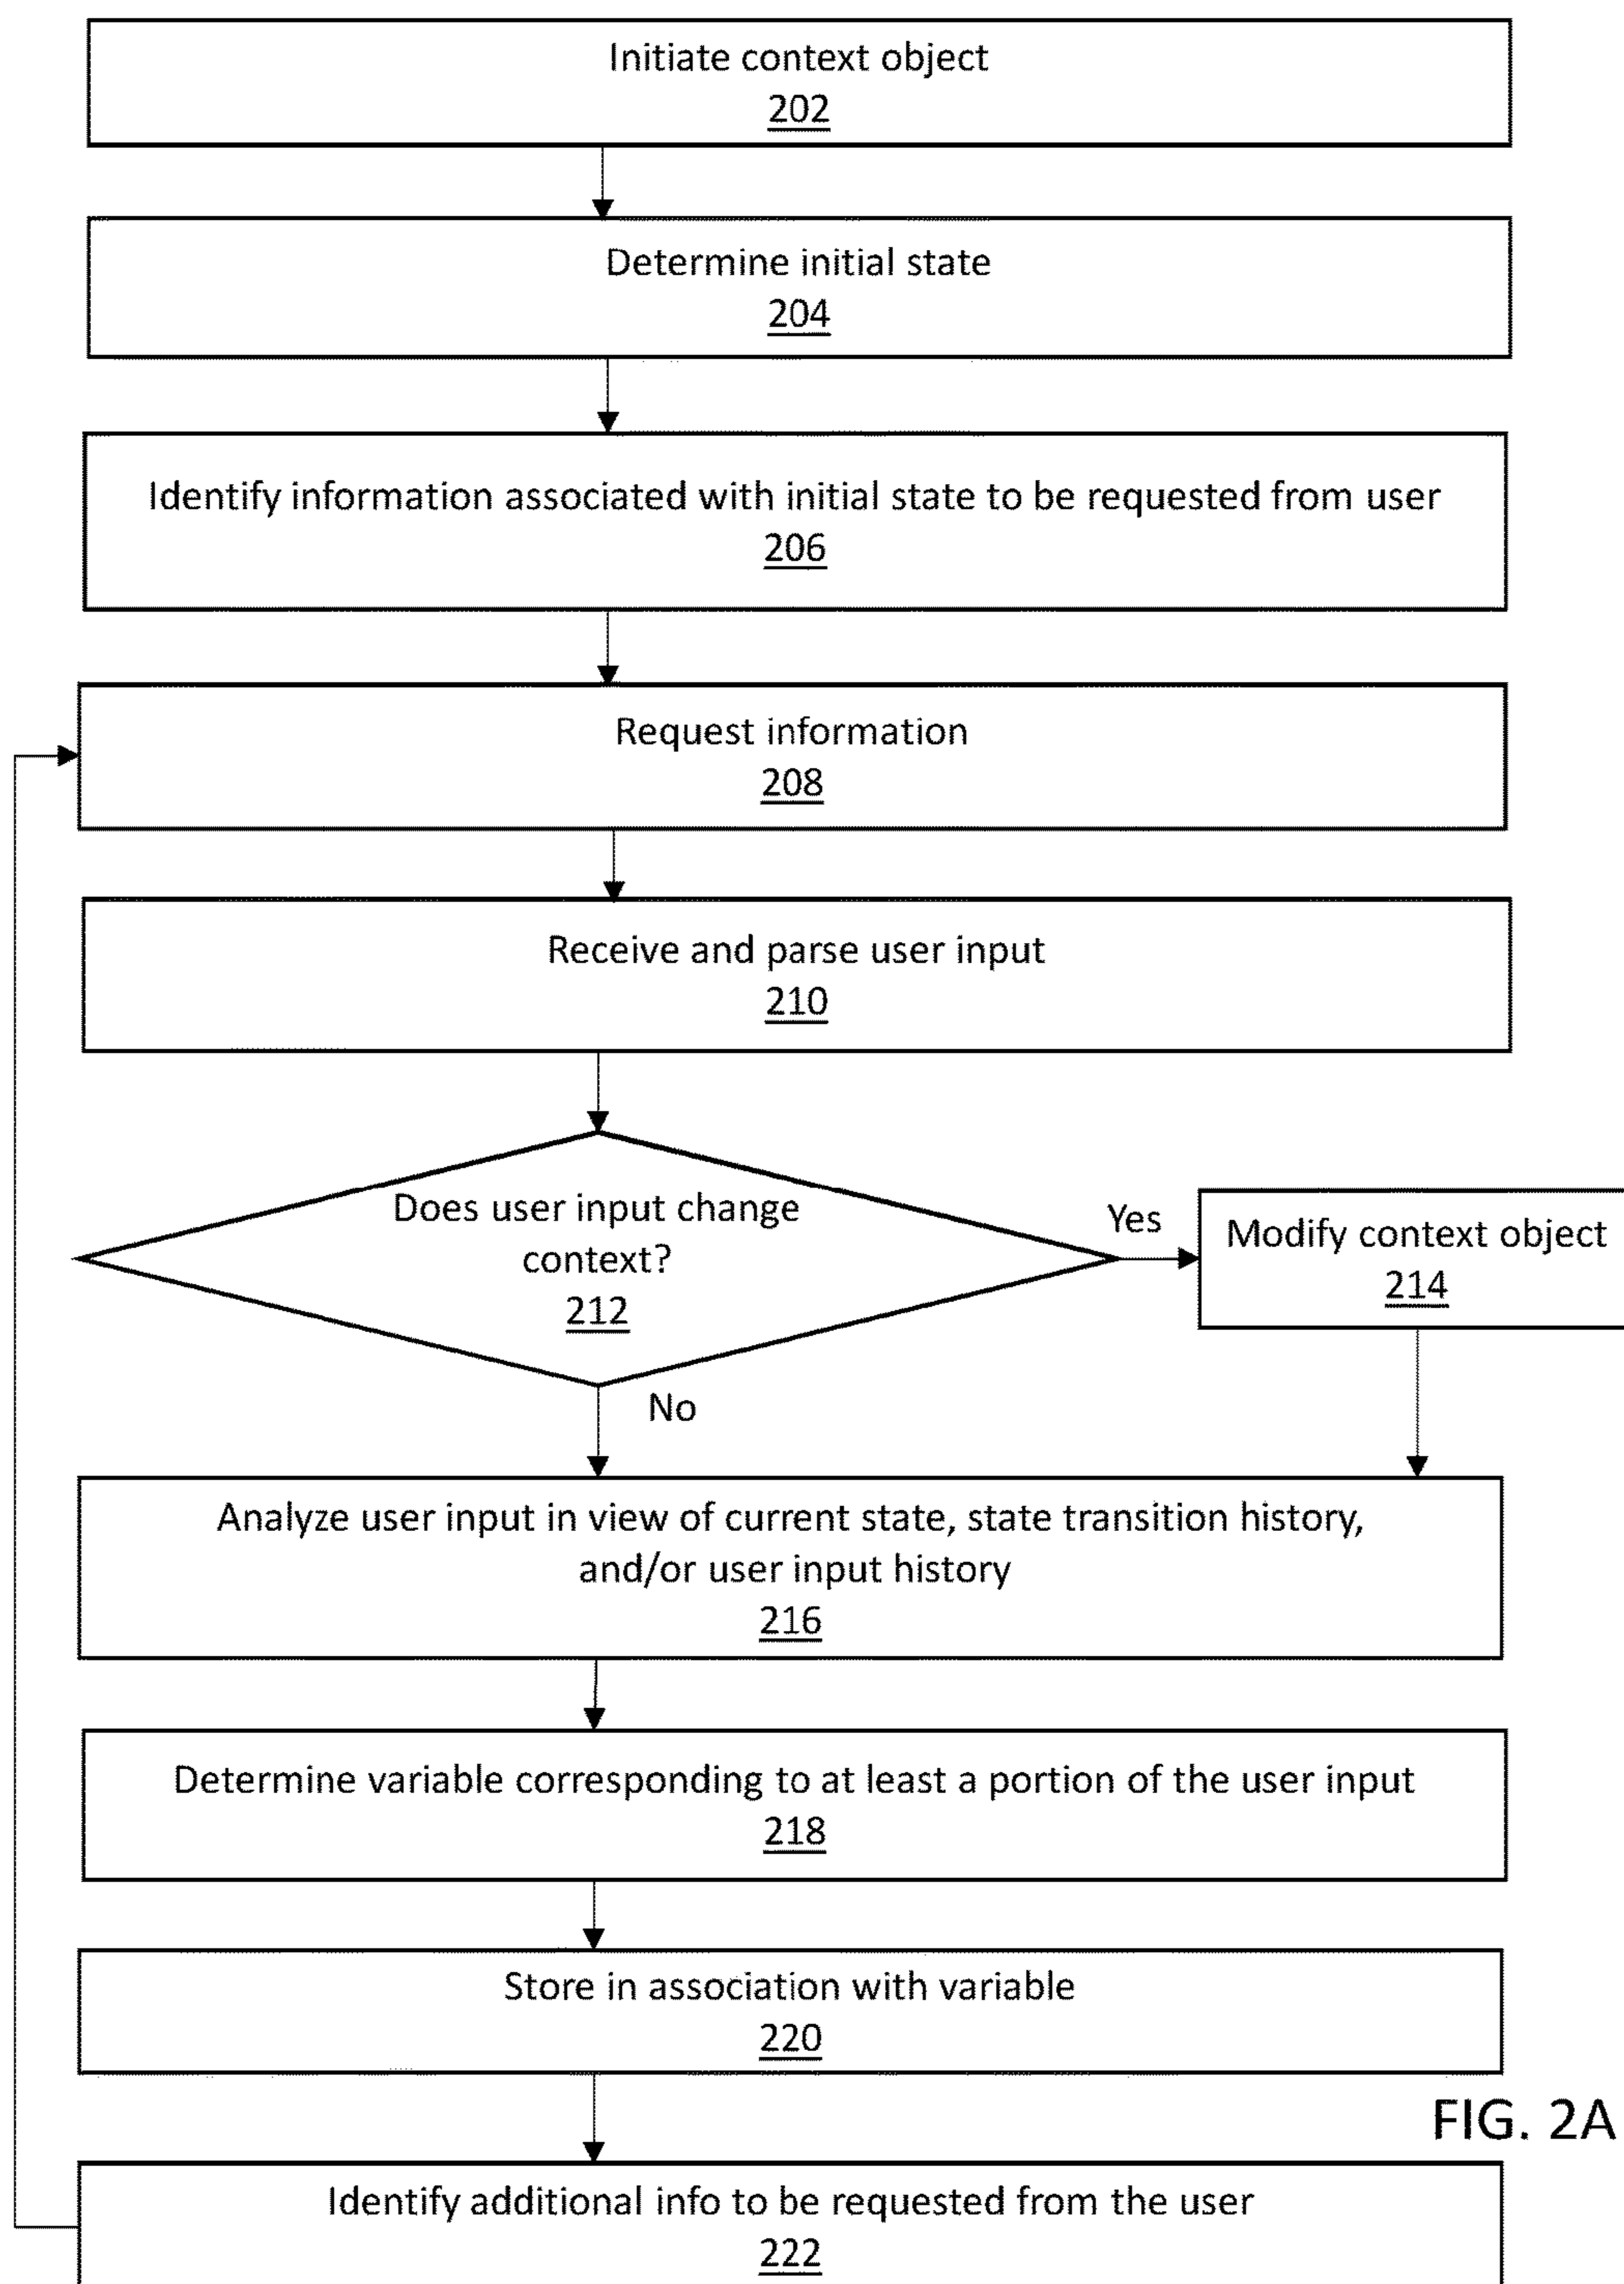 Initiate context object
202
Determine initial state
204
Identify information associated with initial state to be requested from user
206
Request information
208
Receive and parse user input
210
Does user input change
context?
212
Yes
Modify context object
214
No
Analyze user input in view of current state, state transition history,
and/or user input history
216
Determine variable corresponding to at least a portion of the user input
218
Store in association with variable
220
FIG. 2A
Identify additional info to be requested from the user
222